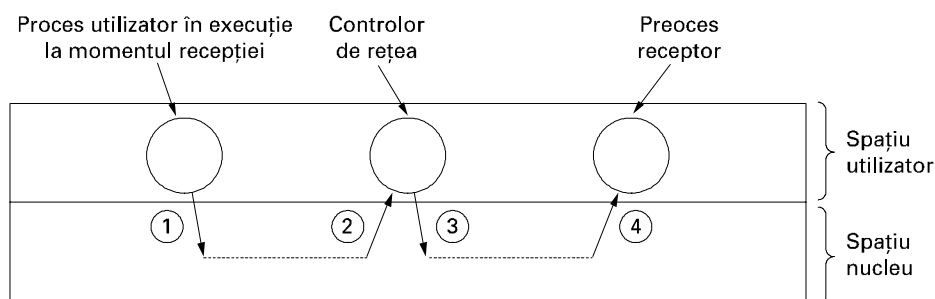 Proces utilizator în execuție
la momentul recepției
Controlor
de rețea
Preoces
receptor
Spațiu
utilizator
1
2
3
4
Spațiu
nucleu